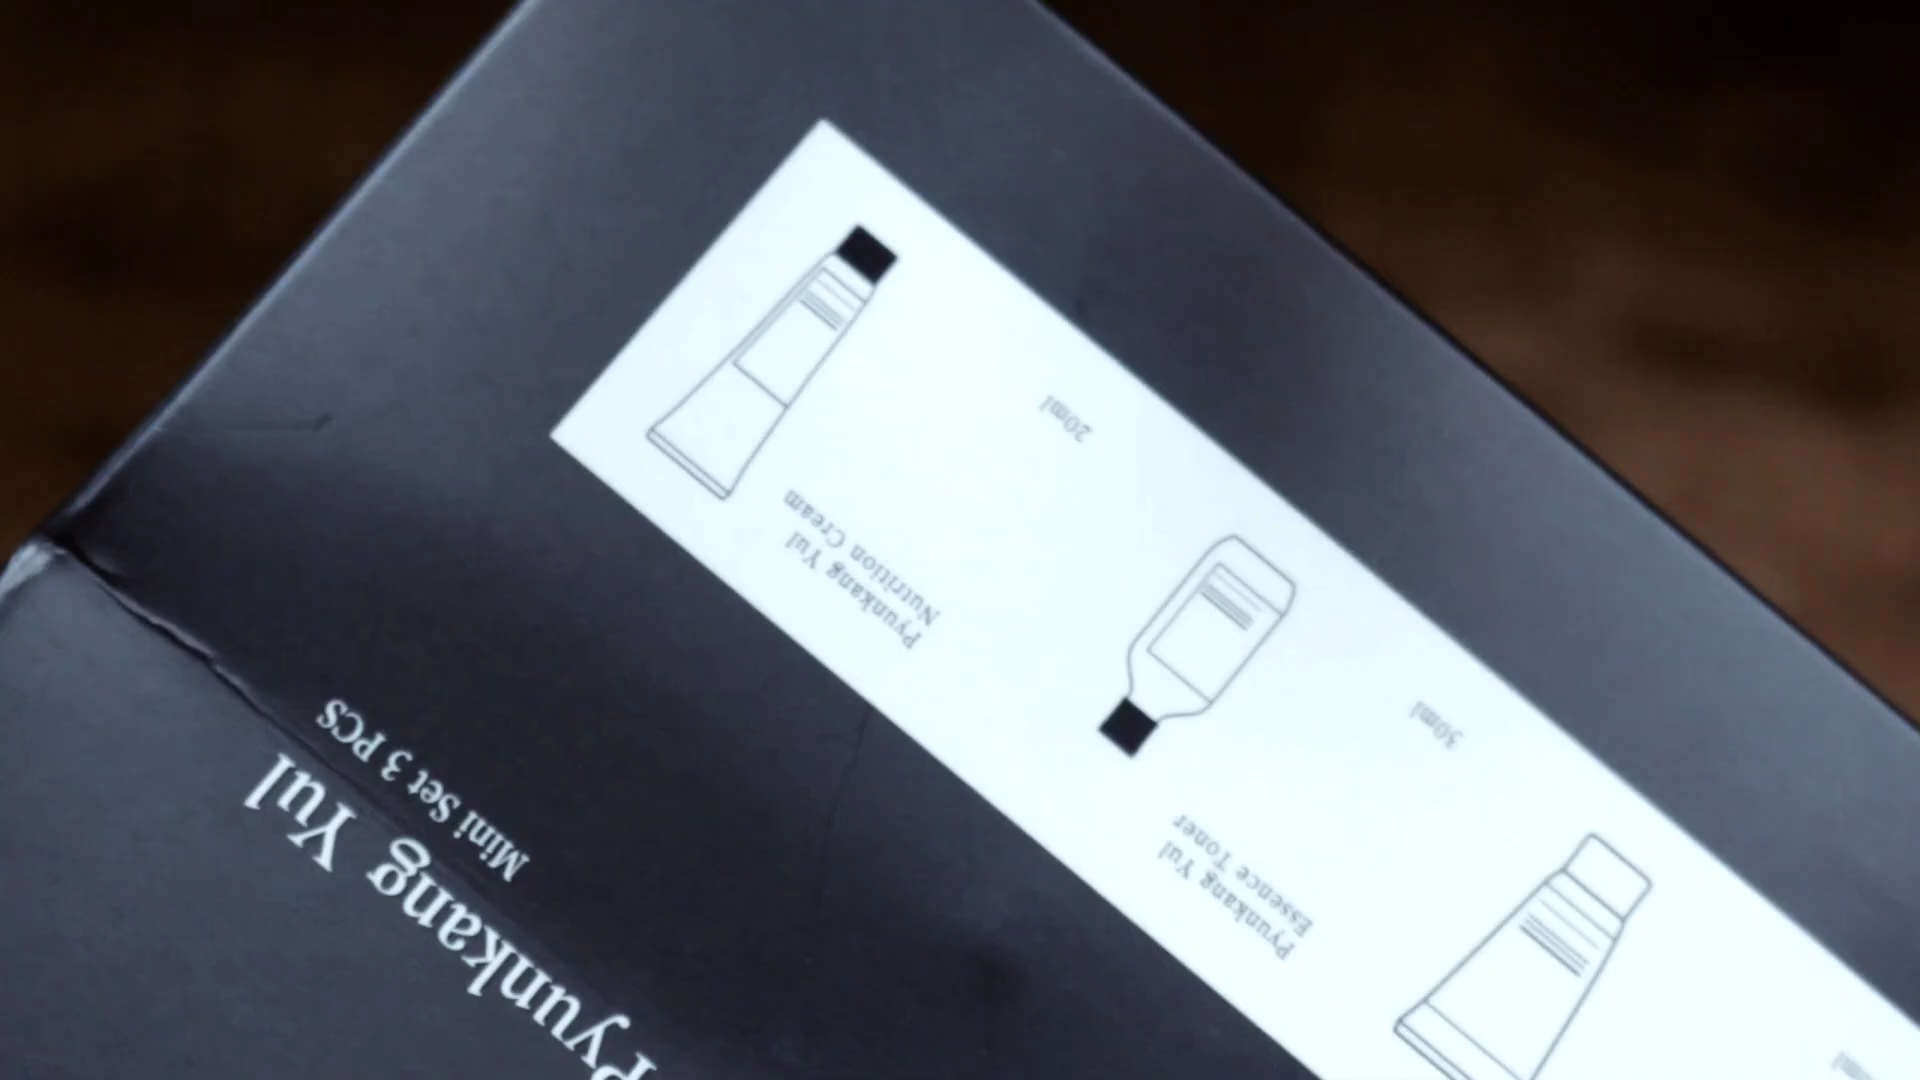 Pyunkang Yul
Mini Set 3 PCS
Pyunkang Yul
Essence Toner
30ml
Pyunkang Yul
Nutrition Cream
20ml